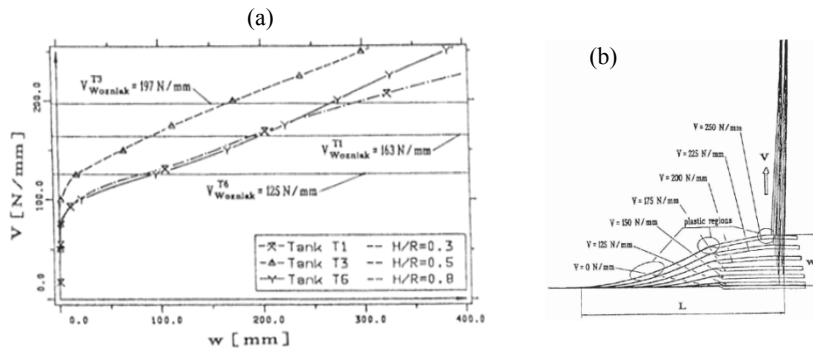 (a)
V [N/mm]
200.0
100.0
0.0
V T3 Wozniak = 197 N/mm
V T1 Wozniak = 163 N/mm
V T6 Wozniak = 125 N/mm
Tank T1 H/R=0.3
Tank T3 H/R=0.5
Tank T6 H/R=0.8
0.0 100.0 200.0 300.0 400.0
w [mm]
(b)
V=250 N/mm
V=225 N/mm
V
V=200 N/mm
V=175 N/mm
plastic regions
V=150 N/mm
V=125 N/mm
V=0 N/mm
w
L